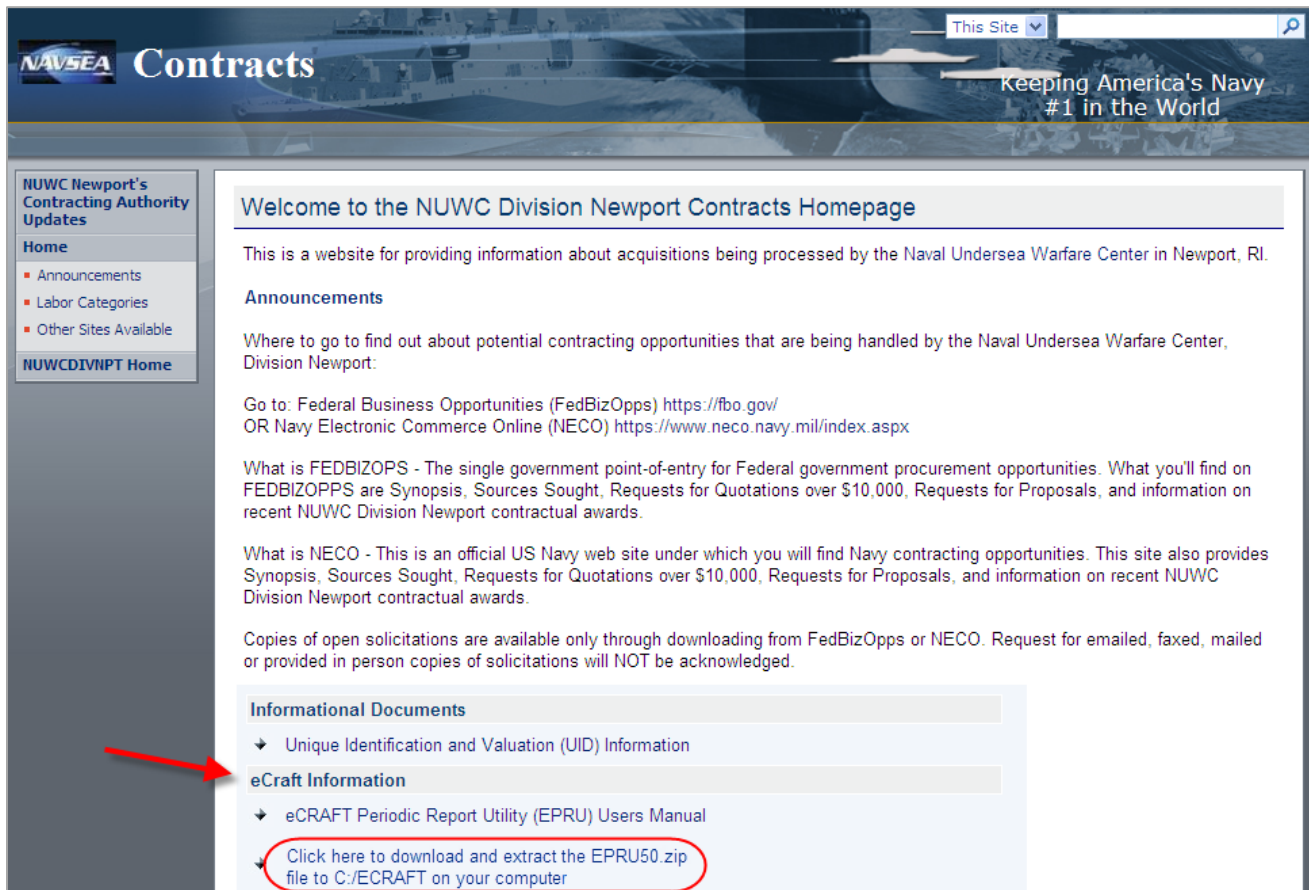 This Site
NAVSEA Contracts
Keeping America's Navy
#1 in the World
NUWC Newport's
Contracting Authority
Updates
Home
Announcements
Labor Categories
Other Sites Available
NUWCDIVNPT Home
Welcome to the NUWC Division Newport Contracts Homepage
This is a website for providing information about acquisitions being processed by the Naval Undersea Warfare Center in Newport, RI.
Announcements
Where to go to find out about potential contracting opportunities that are being handled by the Naval Undersea Warfare Center,
Division Newport:
Go to: Federal Business Opportunities (FedBizOpps) https://fbo.gov/
OR Navy Electronic Commerce Online (NECO) https://www.neco.navy.mil/index.aspx
What is FEDBIZOPS - The single government point-of-entry for Federal government procurement opportunities. What you'll find on
FEDBIZOPPS are Synopsis, Sources Sought, Requests for Quotations over $10,000, Requests for Proposals, and information on
recent NUWC Division Newport contractual awards.
What is NECO - This is an official US Navy web site under which you will find Navy contracting opportunities. This site also provides
Synopsis, Sources Sought, Requests for Quotations over $10,000, Requests for Proposals, and information on recent NUWC
Division Newport contractual awards.
Copies of open solicitations are available only through downloading from FedBizOpps or NECO. Request for emailed, faxed, mailed
or provided in person copies of solicitations will NOT be acknowledged.
Informational Documents
Unique Identification and Valuation (UID) Information
eCraft Information
eCRAFT Periodic Report Utility (EPRU) Users Manual
Click here to download and extract the EPRU50.zip
file to C:/ECRAFT on your computer